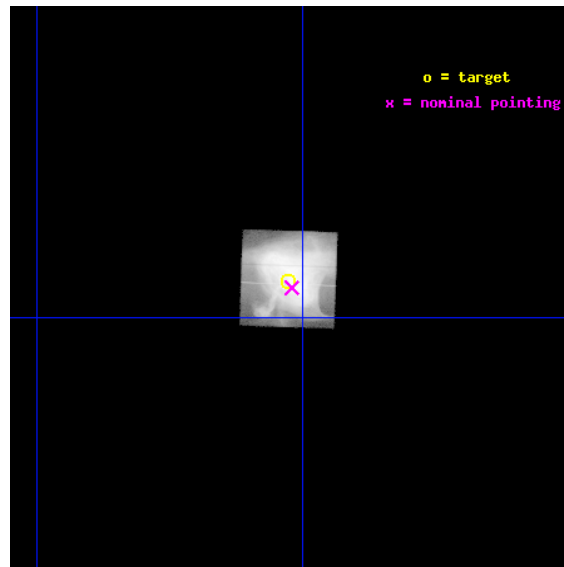 o = target
x = nominal pointing